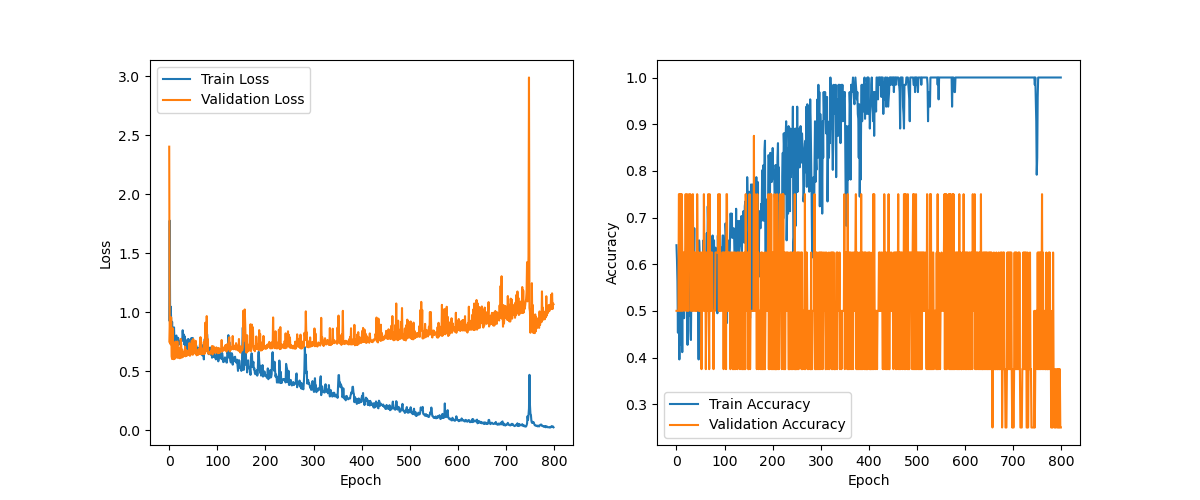 3.0
2.5
2.0
1.5
1.0
0.5
0.0
Loss
Train Loss
Validation Loss
0 100 200 300 400 500 600 700 800
Epoch
1.0
0.9
0.8
0.7
0.6
0.5
0.4
0.3
Accuracy
Train Accuracy
Validation Accuracy
0 100 200 300 400 500 600 700 800
Epoch